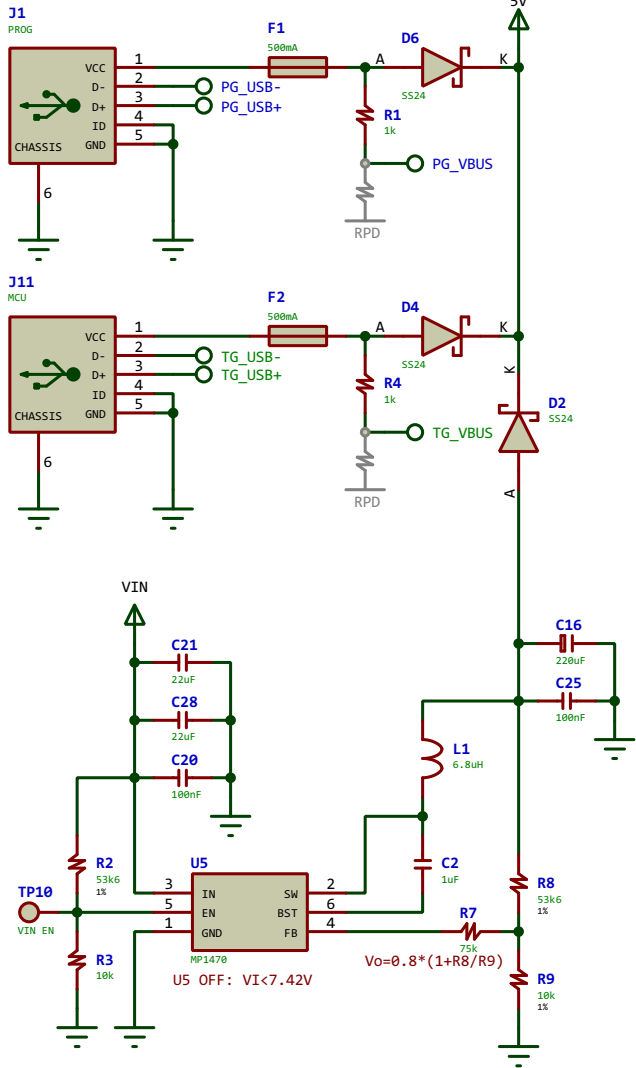 5V
J1
PROG
VCC 1
D- 2 PG_USB-
D+ 3 PG_USB+
ID 4
GND 5
CHASSIS
6
F1
500mA
A D6 K
SS24
R1
1k
PG_VBUS
RPD
J11
MCU
VCC 1
D- 2 TG_USB-
D+ 3 TG_USB+
ID 4
GND 5
CHASSIS
6
F2
500mA
A D4 K
SS24
R4
1k
TG_VBUS
RPD
K
D2
SS24
A
VIN
C21
22uF
C28
22uF
C20
100nF
C16
220uF
C25
100nF
L1
6.8uH
C2
1uF
R2
53k6
1%
TP10
VIN EN
R3
10k
U5
3 IN SW 2
5 EN BST 6
1 GND FB 4
MP1470
U5 OFF: VI<7.42V
R7
75k
Vo=0.8*(1+R8/R9)
R8
53k6
1%
R9
10k
1%